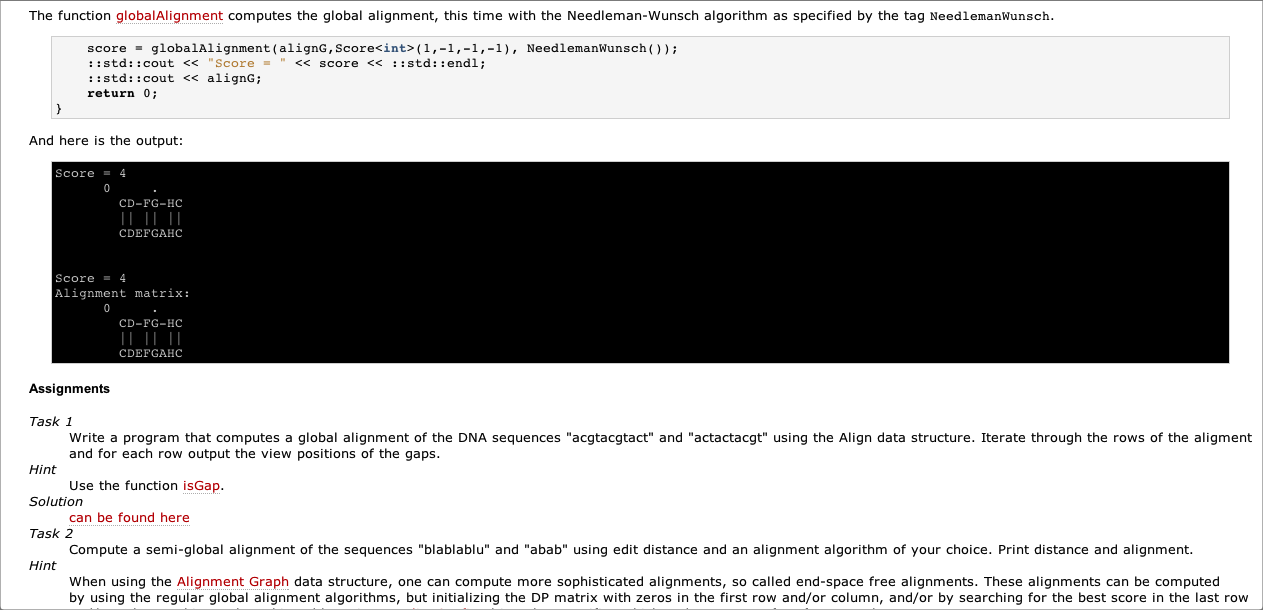 The function globalAlignment computes the global alignment, this time with the Needleman-Wunsch algorithm as specified by the tag NeedlemanWunsch.
score = globalAlignment(alignG,Score<int>(1,-1,-1,-1), NeedlemanWunsch());
::std::cout << "Score = " << score << ::std::endl;
::std::cout << alignG;
return 0;
}
And here is the output:
Score = 4
0     .
CD-FG-HC
|| || ||
CDEFGAHC
Score = 4
Alignment matrix:
0     .
CD-FG-HC
|| || ||
CDEFGAHC
Assignments
Task 1
Write a program that computes a global alignment of the DNA sequences "acgtacgtact" and "actactacgt" using the Align data structure. Iterate through the rows of the aligment
and for each row output the view positions of the gaps.
Hint
Use the function isGap.
Solution
can be found here
Task 2
Compute a semi-global alignment of the sequences "blablablu" and "abab" using edit distance and an alignment algorithm of your choice. Print distance and alignment.
Hint
When using the Alignment Graph data structure, one can compute more sophisticated alignments, so called end-space free alignments. These alignments can be computed
by using the regular global alignment algorithms, but initializing the DP matrix with zeros in the first row and/or column, and/or by searching for the best score in the last row